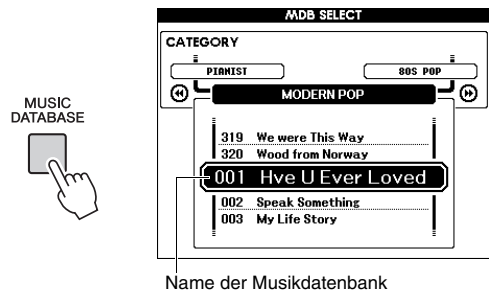 MDB SELECT
CATEGORY
PIANIST
80S POP
MODERN POP
MUSIC
DATABASE
319 We were This Way
320 Wood from Norway
001 Hve U Ever Loved
002 Speak Something
003 My Life Story
Name der Musikdatenbank